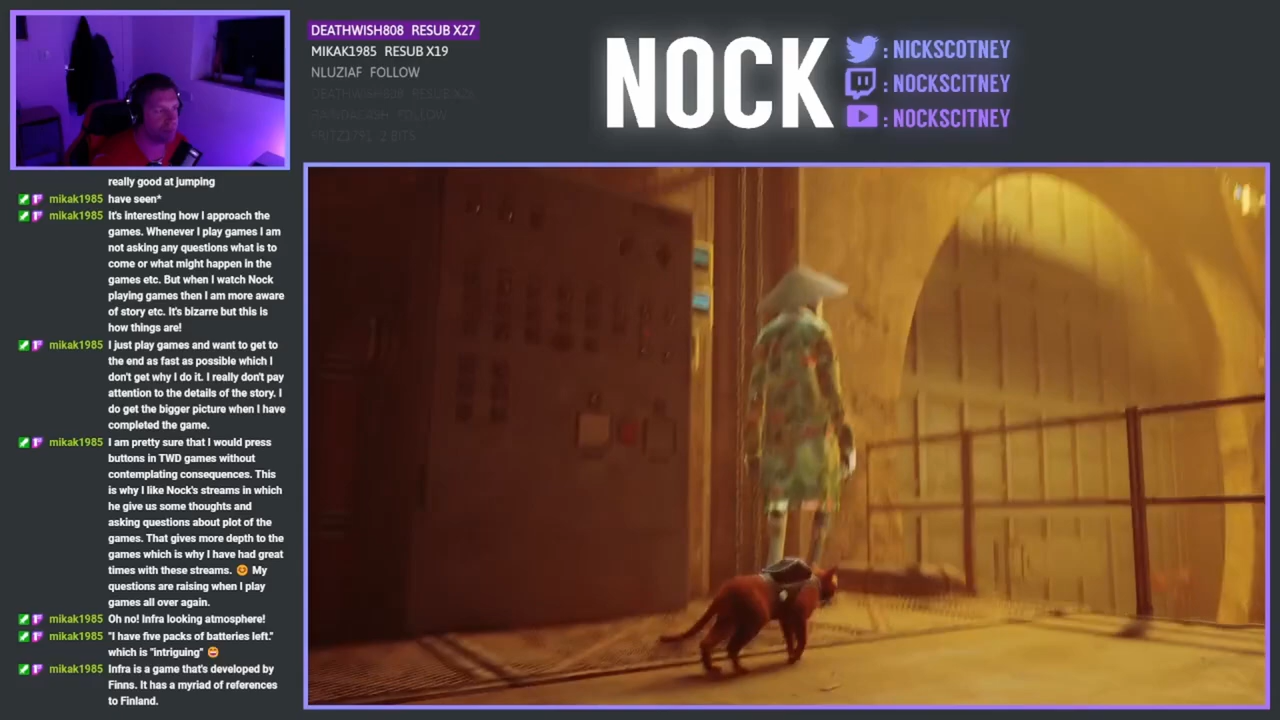 DEATHWISH808 RESUB X27
MIKAK1985 RESUB X19
NLUZIAF FOLLOW
DEATHWISH808 RESUB X26
FRITZ1791 2 BITS
NOCK
: NICKSCOTNEY
: NOCKSCITNEY
: NOCKSCITNEY
really good at jumping
mikak1985 have seen*
mikak1985 It's interesting how I approach the
games. Whenever I play games I am
not asking any questions what is to
come or what might happen in the
games etc. But when I watch Nock
playing games then I am more aware
of story etc. It's bizarre but this is
how things are!
mikak1985 I just play games and want to get to
the end as fast as possible which I
don't get why I do it. I really don't pay
attention to the details of the story. I
do get the bigger picture when I have
completed the game.
mikak1985 I am pretty sure that I would press
buttons in TWD games without
contemplating consequences. This
is why I like Nock's streams in which
he give us some thoughts and
asking questions about plot of the
games. That gives more depth to the
games which is why I have had great
times with these streams. 😊 My
questions are raising when I play
games all over again.
mikak1985 Oh no! Infra looking atmosphere!
mikak1985 "I have five packs of batteries left."
which is "intriguing" 😄
mikak1985 Infra is a game that's developed by
Finns. It has a myriad of references
to Finland.